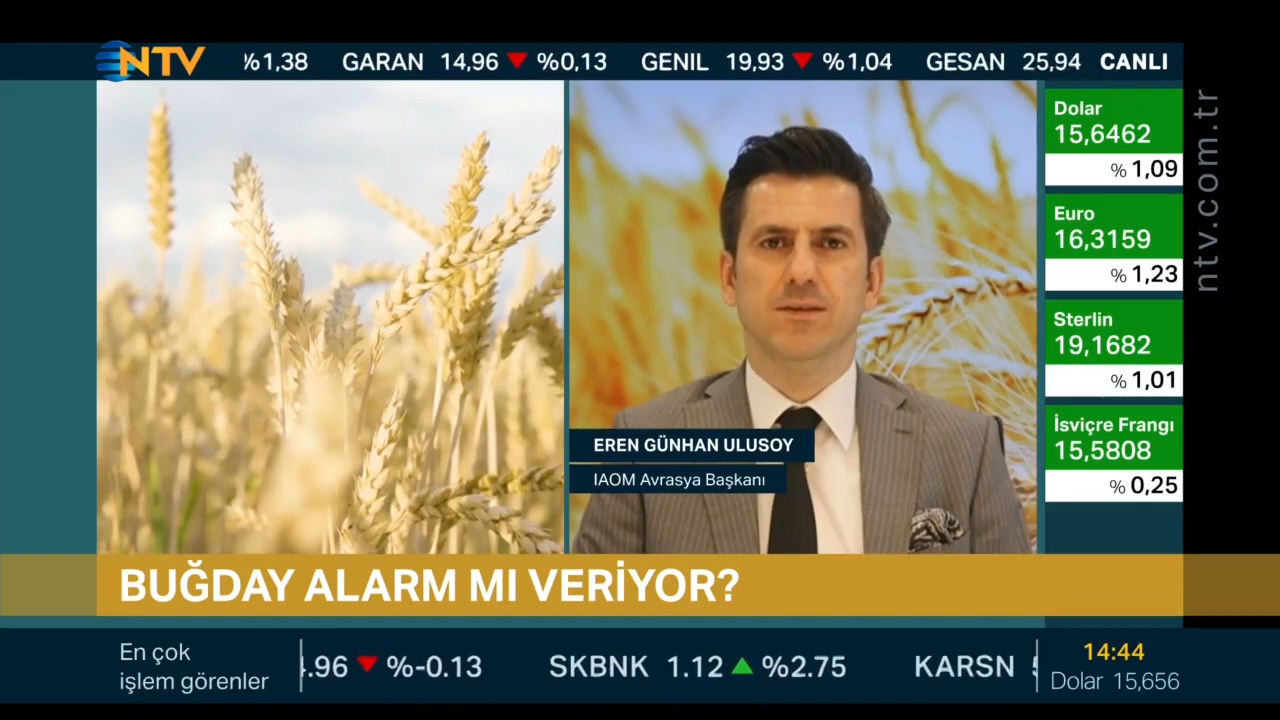 NTV
%1,38 GARAN 14,96 %0,13 GENIL 19,93 %1,04 GESAN 25,94 CANLI
ntv.com.tr
Dolar
15,6462
% 1,09
Euro
16,3159
% 1,23
Sterlin
19,1682
% 1,01
İsviçre Frangı
15,5808
% 0,25
EREN GÜNHAN ULUSOY
IAOM Avrasya Başkanı
BUĞDAY ALARM MI VERİYOR?
En çok
işlem görenler
.96 %-0.13 SKBNK 1.12 %2.75 KARSN
14:44
Dolar 15,656